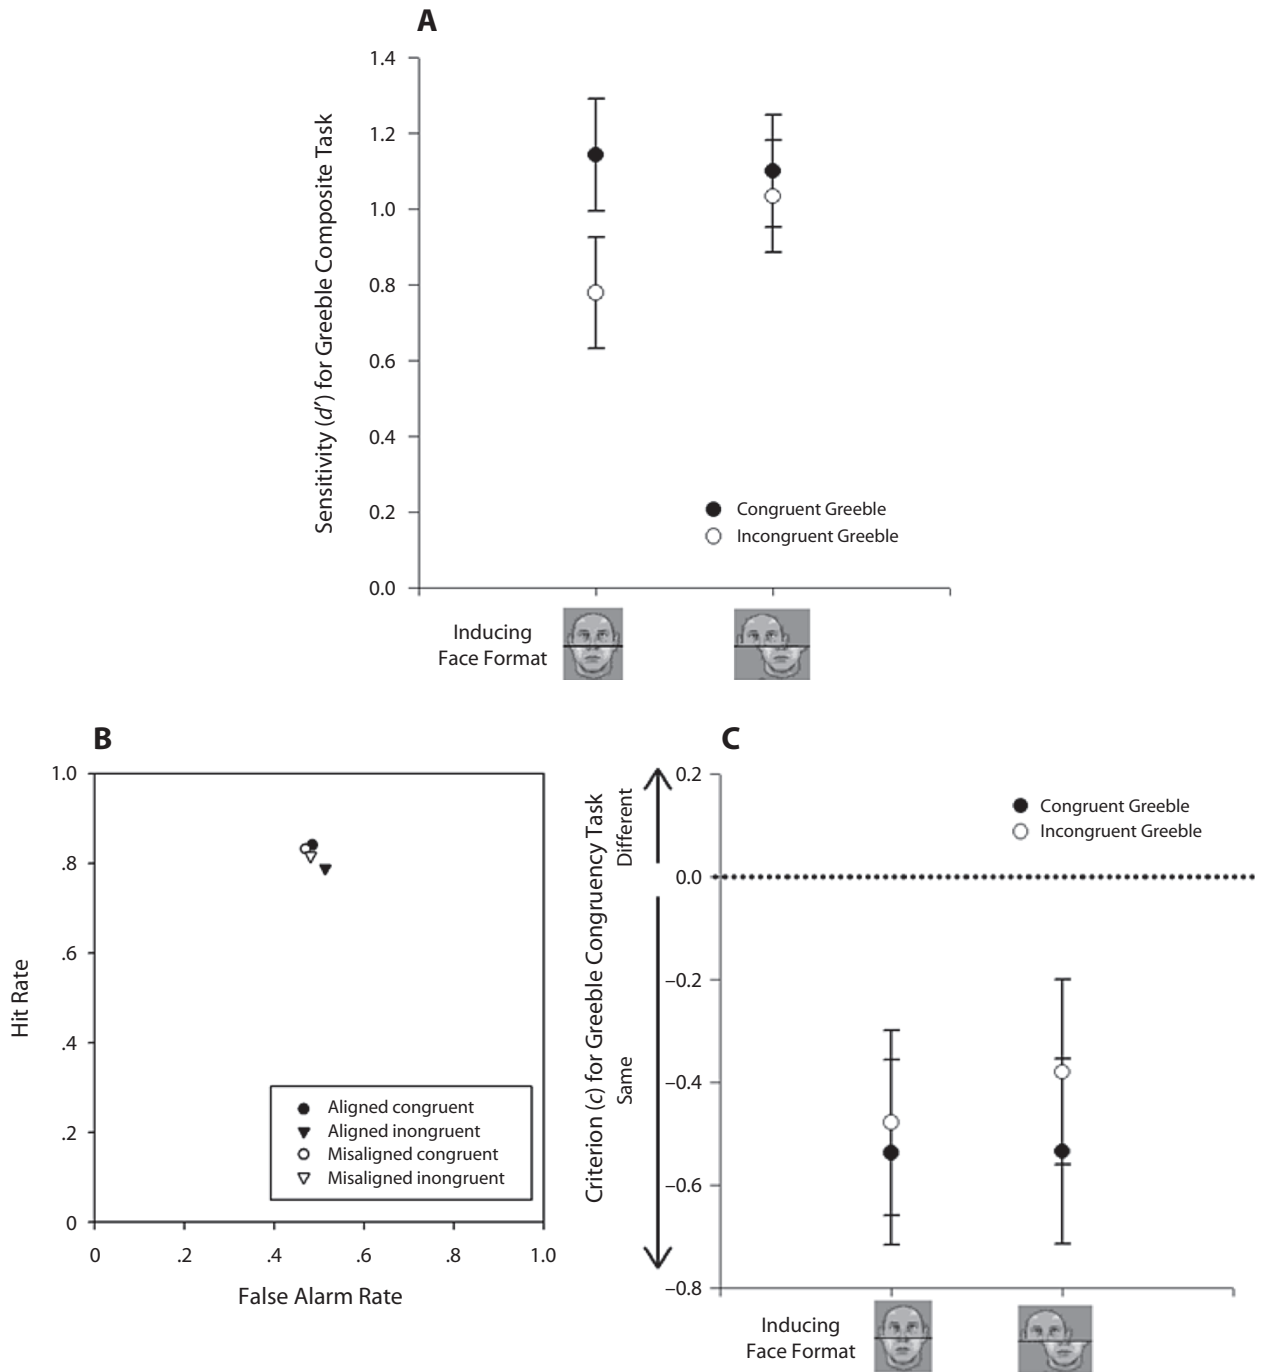 A
Sensitivity (d′) for Greeble Composite Task
1.4
1.2
1.0
0.8
0.6
0.4
0.2
0.0
Congruent Greeble
Incongruent Greeble
Inducing
Face Format
B
Hit Rate
1.0
.8
.6
.4
.2
0
Aligned congruent
Aligned inongruent
Misaligned congruent
Misaligned inongruent
0 .2 .4 .6 .8 1.0
False Alarm Rate
C
Criterion (c) for Greeble Congruency Task
Different
Same
0.2
0.0
−0.2
−0.4
−0.6
−0.8
Congruent Greeble
Incongruent Greeble
Inducing
Face Format